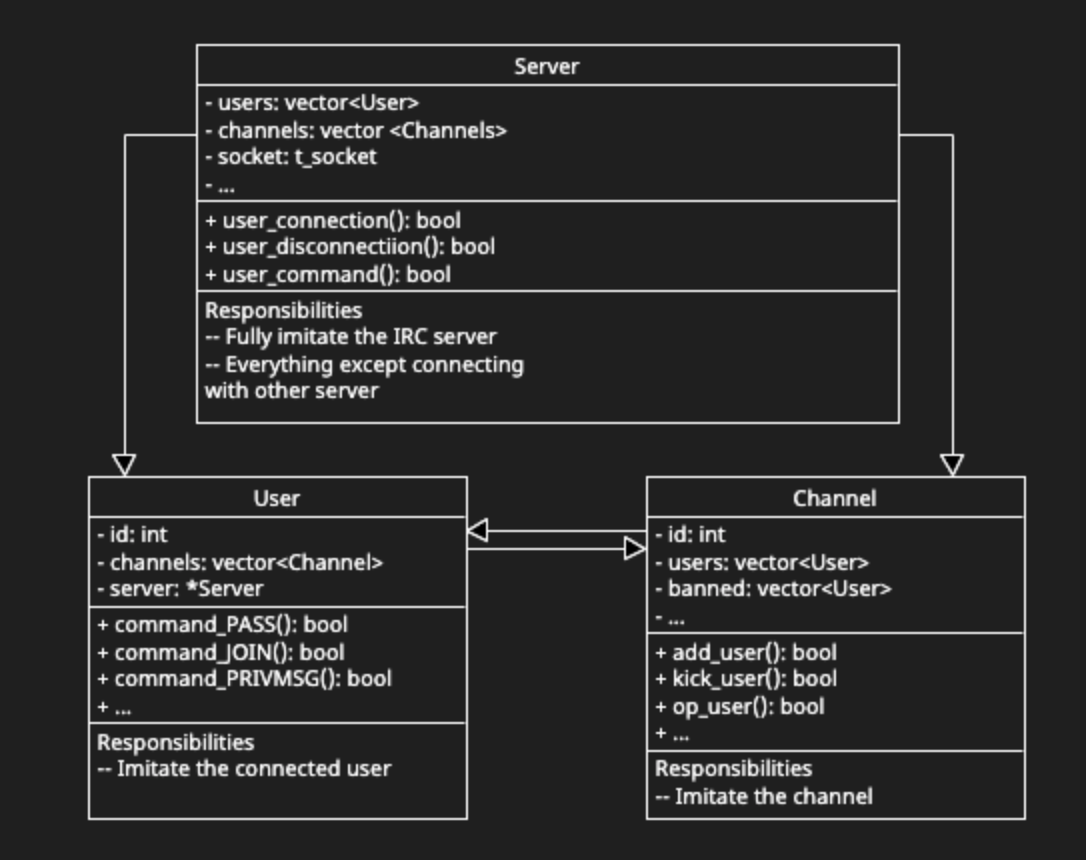 Server
- users: vector<User>
- channels: vector <Channels>
- socket: t_socket
- ...
+ user_connection(): bool
+ user_disconnectiion(): bool
+ user_command(): bool
Responsibilities
-- Fully imitate the IRC server
-- Everything except connecting
with other server
User
- id: int
- channels: vector<Channel>
- server: *Server
+ command_PASS(): bool
+ command_JOIN(): bool
+ command_PRIVMSG(): bool
+ ...
Responsibilities
-- Imitate the connected user
Channel
- id: int
- users: vector<User>
- banned: vector<User>
- ...
+ add_user(): bool
+ kick_user(): bool
+ op_user(): bool
+ ...
Responsibilities
-- Imitate the channel